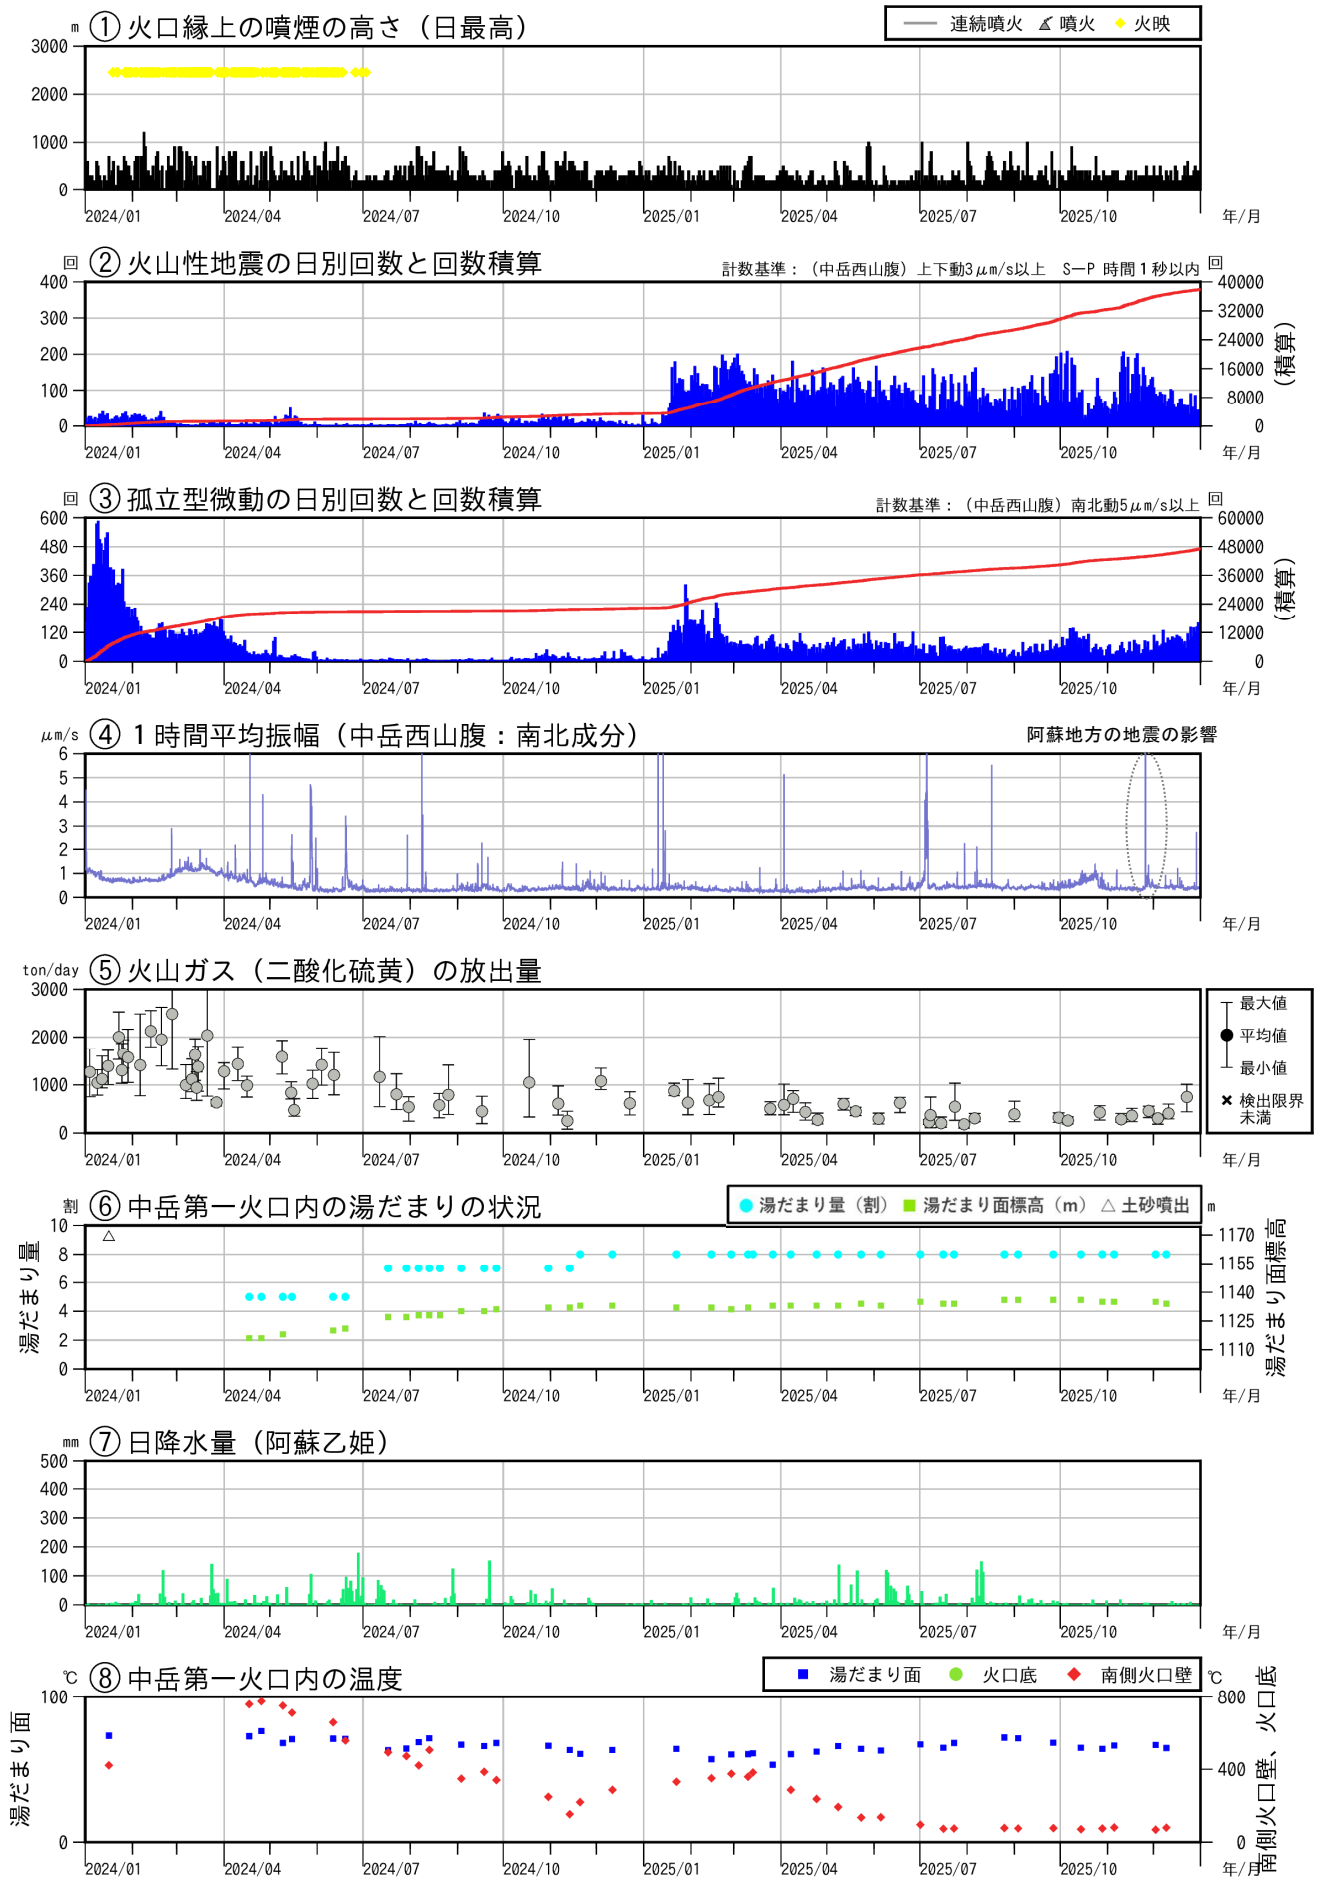 m ① 火口縁上の噴煙の高さ（日最高）
連続噴火 噴火 火映
3000
2000
1000
0
2024/01 2024/04 2024/07 2024/10 2025/01 2025/04 2025/07 2025/10 年/月
回 ② 火山性地震の日別回数と回数積算
計数基準：（中岳西山腹）上下動3μm/s以上　S－P 時間１秒以内 回
400 40000
300 32000
200 24000
100 16000
0 8000
0
（積算）
2024/01 2024/04 2024/07 2024/10 2025/01 2025/04 2025/07 2025/10 年/月
回 ③ 孤立型微動の日別回数と回数積算
計数基準：（中岳西山腹）南北動5μm/s以上 回
600 60000
480 48000
360 36000
240 24000
120 12000
0 0
（積算）
2024/01 2024/04 2024/07 2024/10 2025/01 2025/04 2025/07 2025/10 年/月
μm/s ④ １時間平均振幅（中岳西山腹：南北成分）
阿蘇地方の地震の影響
6
5
4
3
2
1
0
2024/01 2024/04 2024/07 2024/10 2025/01 2025/04 2025/07 2025/10 年/月
ton/day ⑤ 火山ガス（二酸化硫黄）の放出量
3000
2000
1000
0
最大値
平均値
最小値
検出限界
未満
2024/01 2024/04 2024/07 2024/10 2025/01 2025/04 2025/07 2025/10 年/月
割 ⑥ 中岳第一火口内の湯だまりの状況
湯だまり量（割） 湯だまり面標高（m） 土砂噴出 m
湯だまり量
10
8
6
4
2
0
1170
1155
1140
1125
1110
湯だまり面標高
2024/01 2024/04 2024/07 2024/10 2025/01 2025/04 2025/07 2025/10 年/月
mm ⑦ 日降水量（阿蘇乙姫）
500
400
300
200
100
0
2024/01 2024/04 2024/07 2024/10 2025/01 2025/04 2025/07 2025/10 年/月
℃ ⑧ 中岳第一火口内の温度
湯だまり面 火口底 南側火口壁 ℃
湯だまり面
100
0
800
400
0
南側火口壁、火口底
2024/01 2024/04 2024/07 2024/10 2025/01 2025/04 2025/07 2025/10 年/月